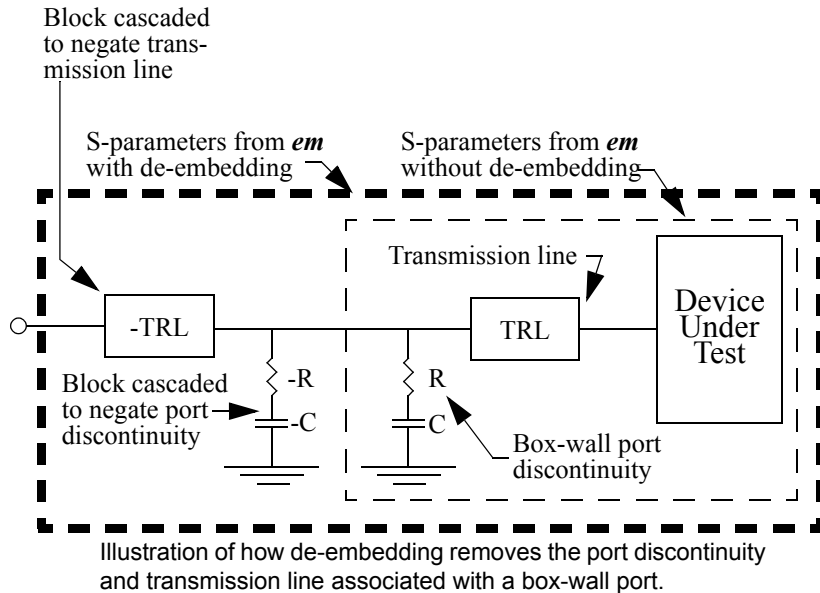 Block cascaded
to negate trans-
mission line
S-parameters from em
with de-embedding
S-parameters from em
without de-embedding
Transmission line
-TRL
TRL
Device
Under
Test
Block cascaded
to negate port
discontinuity
-R
-C
R
C
Box-wall port
discontinuity
Illustration of how de-embedding removes the port discontinuity
and transmission line associated with a box-wall port.